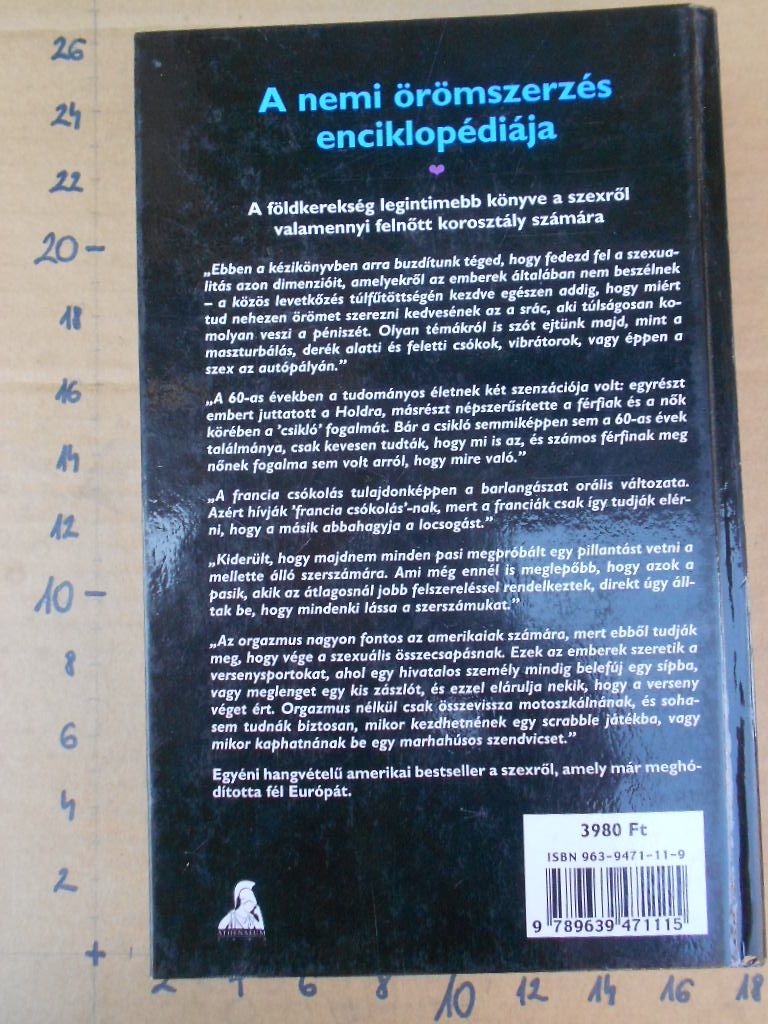 A nemi örömszerzés
enciklopédiája
A földkerekség legintimebb könyve a szexről
valamennyi felnőtt korosztály számára
„Ebben a kézikönyvben arra buzdítunk téged, hogy fedezd fel a szexua-
litás azon dimenzióit, amelyekről az emberek általában nem beszélnek
– a közös levetkőzés túlfűtöttségén kezdve egészen addig, hogy miért
tud nehezen örömet szerezni kedvesének az a srác, aki túlságosan ko-
molyan veszi a péniszét. Olyan témákról is szót ejtünk majd, mint a
maszturbálás, derék alatti és feletti csókok, vibrátorok, vagy éppen a
szex az autópályán.”
„A 60-as években a tudományos életnek két szenzációja volt: egyrészt
embert juttatott a Holdra, másrészt népszerűsítette a férfiak és a nők
körében a 'csikló' fogalmát. Bár a csikló semmiképpen sem a 60-as évek
találmánya, csak kevesen tudták, hogy mi is az, és számos férfinak meg
nőnek fogalma sem volt arról, hogy mire való.”
„A francia csókolás tulajdonképpen a barlangászat orális változata.
Azért hívják 'francia csókolás'-nak, mert a franciák csak így tudják elér-
ni, hogy a másik abbahagyja a locsogást.”
„Kiderült, hogy majdnem minden pasi megpróbált egy pillantást vetni a
mellette álló szerszámára. Ami még ennél is meglepőbb, hogy azok a
pasik, akik az átlagosnál jobb felszereléssel rendelkeztek, direkt úgy áll-
tak be, hogy mindenki lássa a szerszámukat.”
„Az orgazmus nagyon fontos az amerikaiak számára, mert ebből tudják
meg, hogy vége a szexuális összecsapásnak. Ezek az emberek szeretik a
versenysportokat, ahol egy hivatalos személy mindig belefúj egy sípba,
vagy meglenget egy kis zászlót, és ezzel elárulja nekik, hogy a verseny
véget ért. Orgazmus nélkül csak összevissza motoszkálnának, és soha-
sem tudnák biztosan, mikor kezdhetnének egy scrabble játékba, vagy
mikor kaphatnának be egy marhahúsos szendvicset.”
Egyéni hangvételű amerikai bestseller a szexről, amely már meghó-
dította fél Európát.
3980 Ft
ISBN 963-9471-11-9
9 789639 471115
ATHENAEUM
26
24
22
20
18
16
14
12
10
8
6
4
2
+
2 4 6 8 10 12 14 16 18